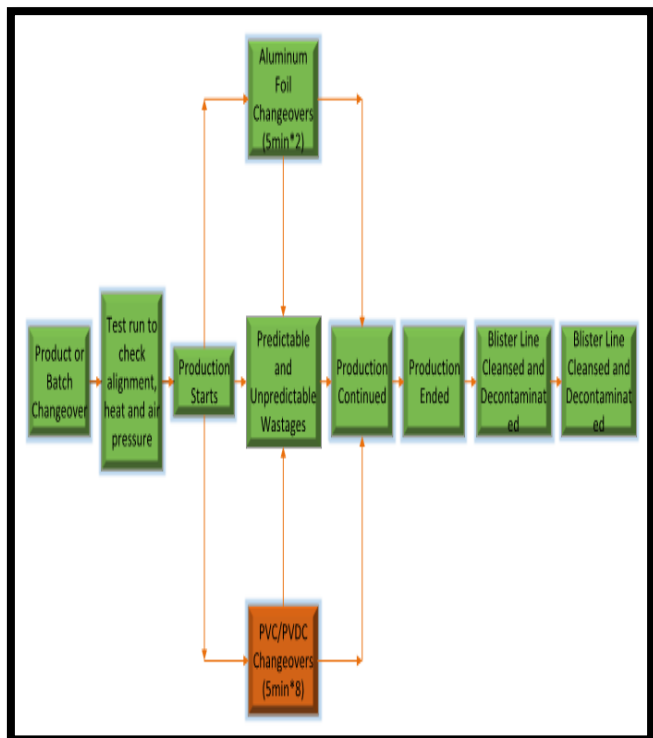 Aluminum
Foil
Changeovers
(5min*2)
Product or
Batch
Changeover
Test run to
check
alignment,
heat and air
pressure
Production
Starts
Predictable
and
Unpredictable
Wastages
Production
Continued
Production
Ended
Blister Line
Cleansed and
Decontaminat
ed
Blister Line
Cleansed and
Decontaminat
ed
PVC/PVDC
Changeovers
(5min*8)